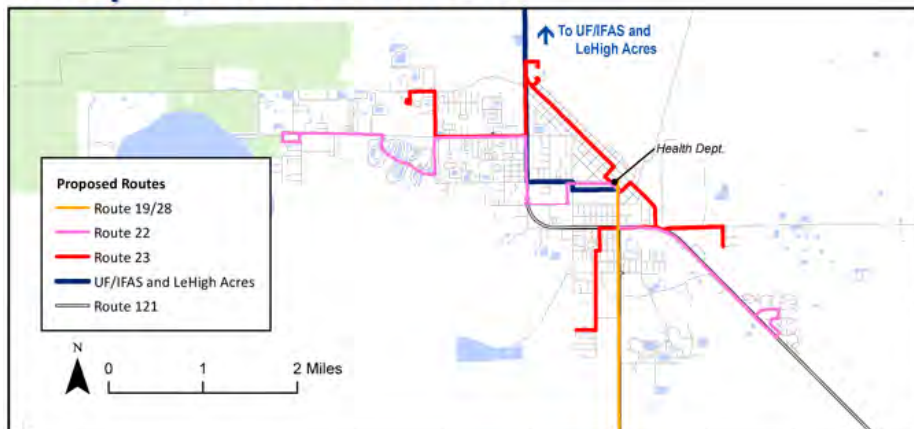 To UF/IFAS and
LeHigh Acres
Health Dept.
Proposed Routes
Route 19/28
Route 22
Route 23
UF/IFAS and LeHigh Acres
Route 121
N
0 1 2 Miles